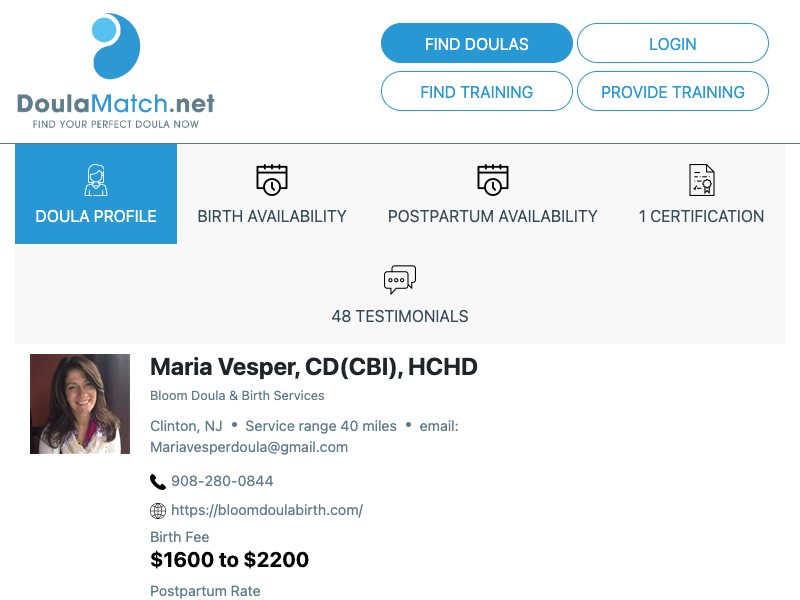 DoulaMatch.net
FIND YOUR PERFECT DOULA NOW
FIND DOULAS
LOGIN
FIND TRAINING
PROVIDE TRAINING
DOULA PROFILE
BIRTH AVAILABILITY
POSTPARTUM AVAILABILITY
1 CERTIFICATION
48 TESTIMONIALS
Maria Vesper, CD(CBI), HCHD
Bloom Doula & Birth Services
Clinton, NJ • Service range 40 miles • email:
Mariavesperdoula@gmail.com
908-280-0844
https://bloomdoulabirth.com/
Birth Fee
$1600 to $2200
Postpartum Rate